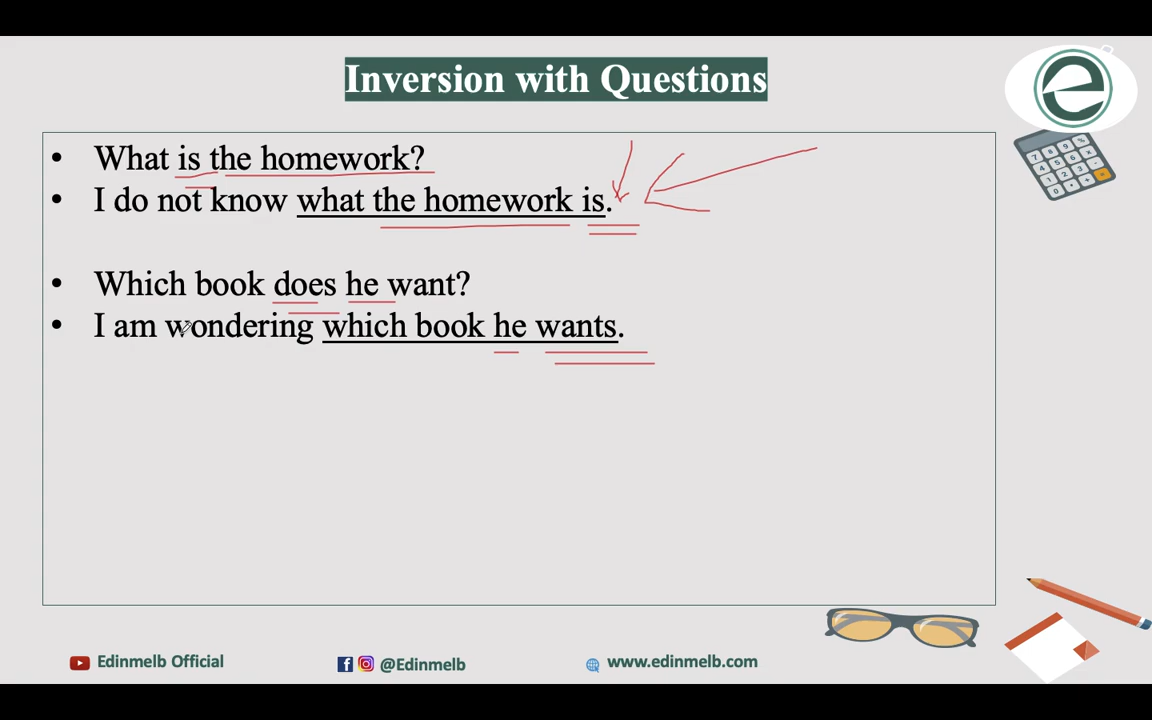 Inversion with Questions
• What is the homework?
• I do not know what the homework is.
• Which book does he want?
• I am wondering which book he wants.
Edinmelb Official
@Edinmelb
www.edinmelb.com